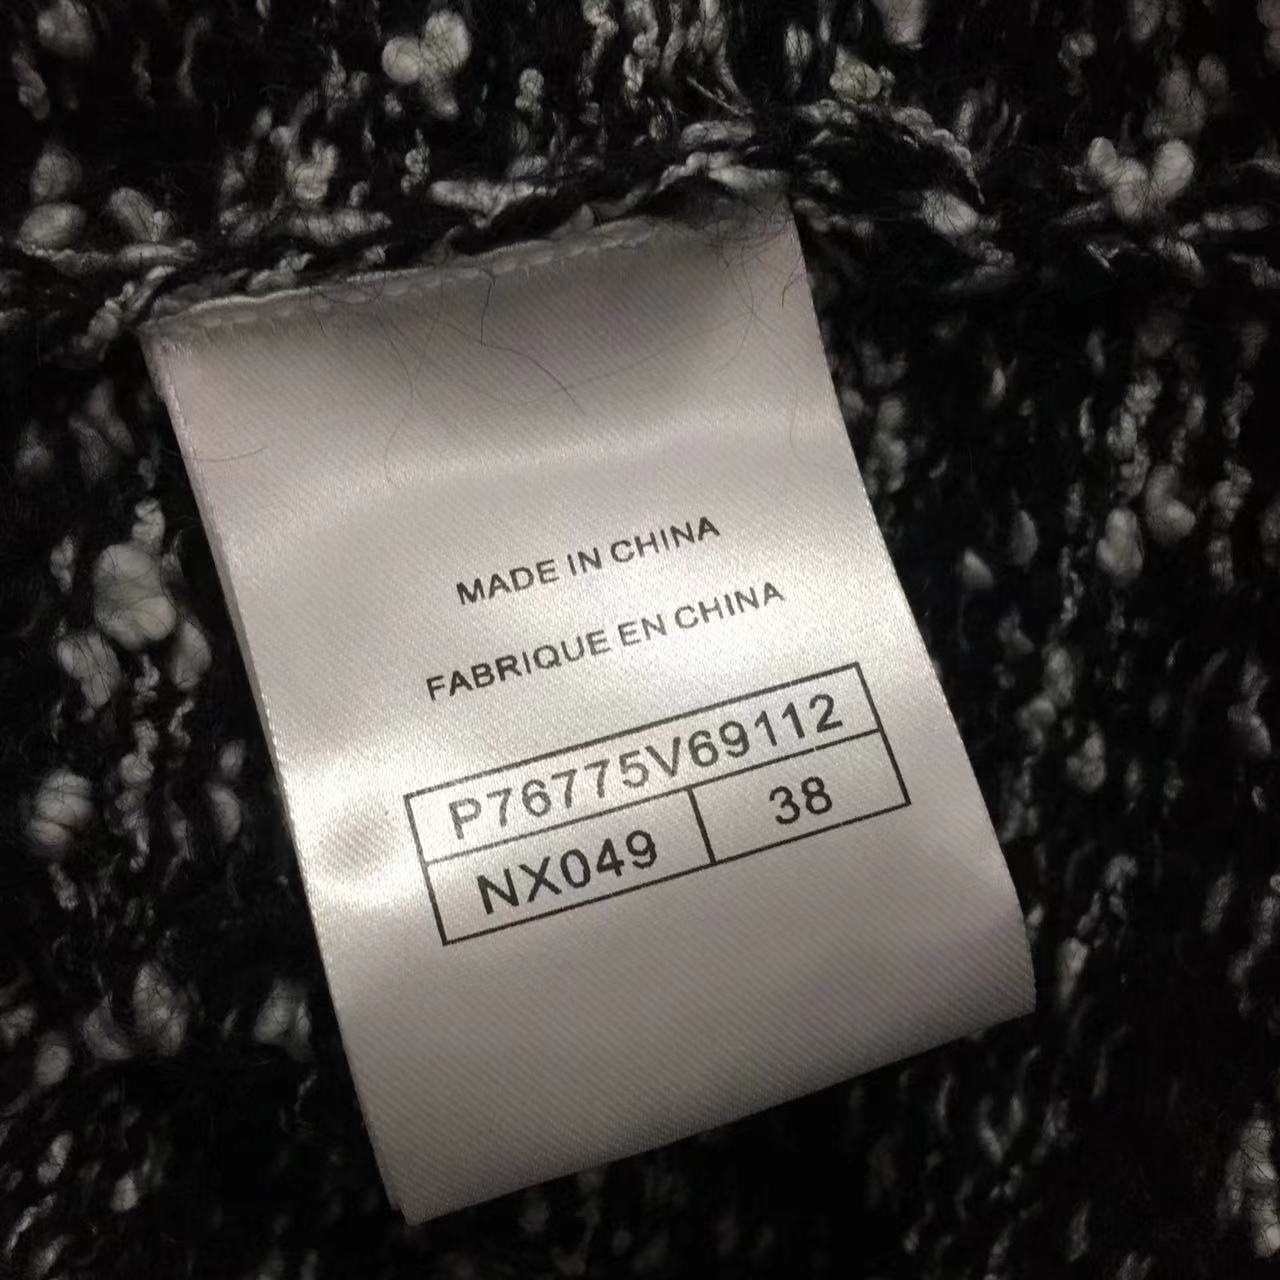 MADE IN CHINA
FABRIQUE EN CHINA
P76775V69112
NX049 38